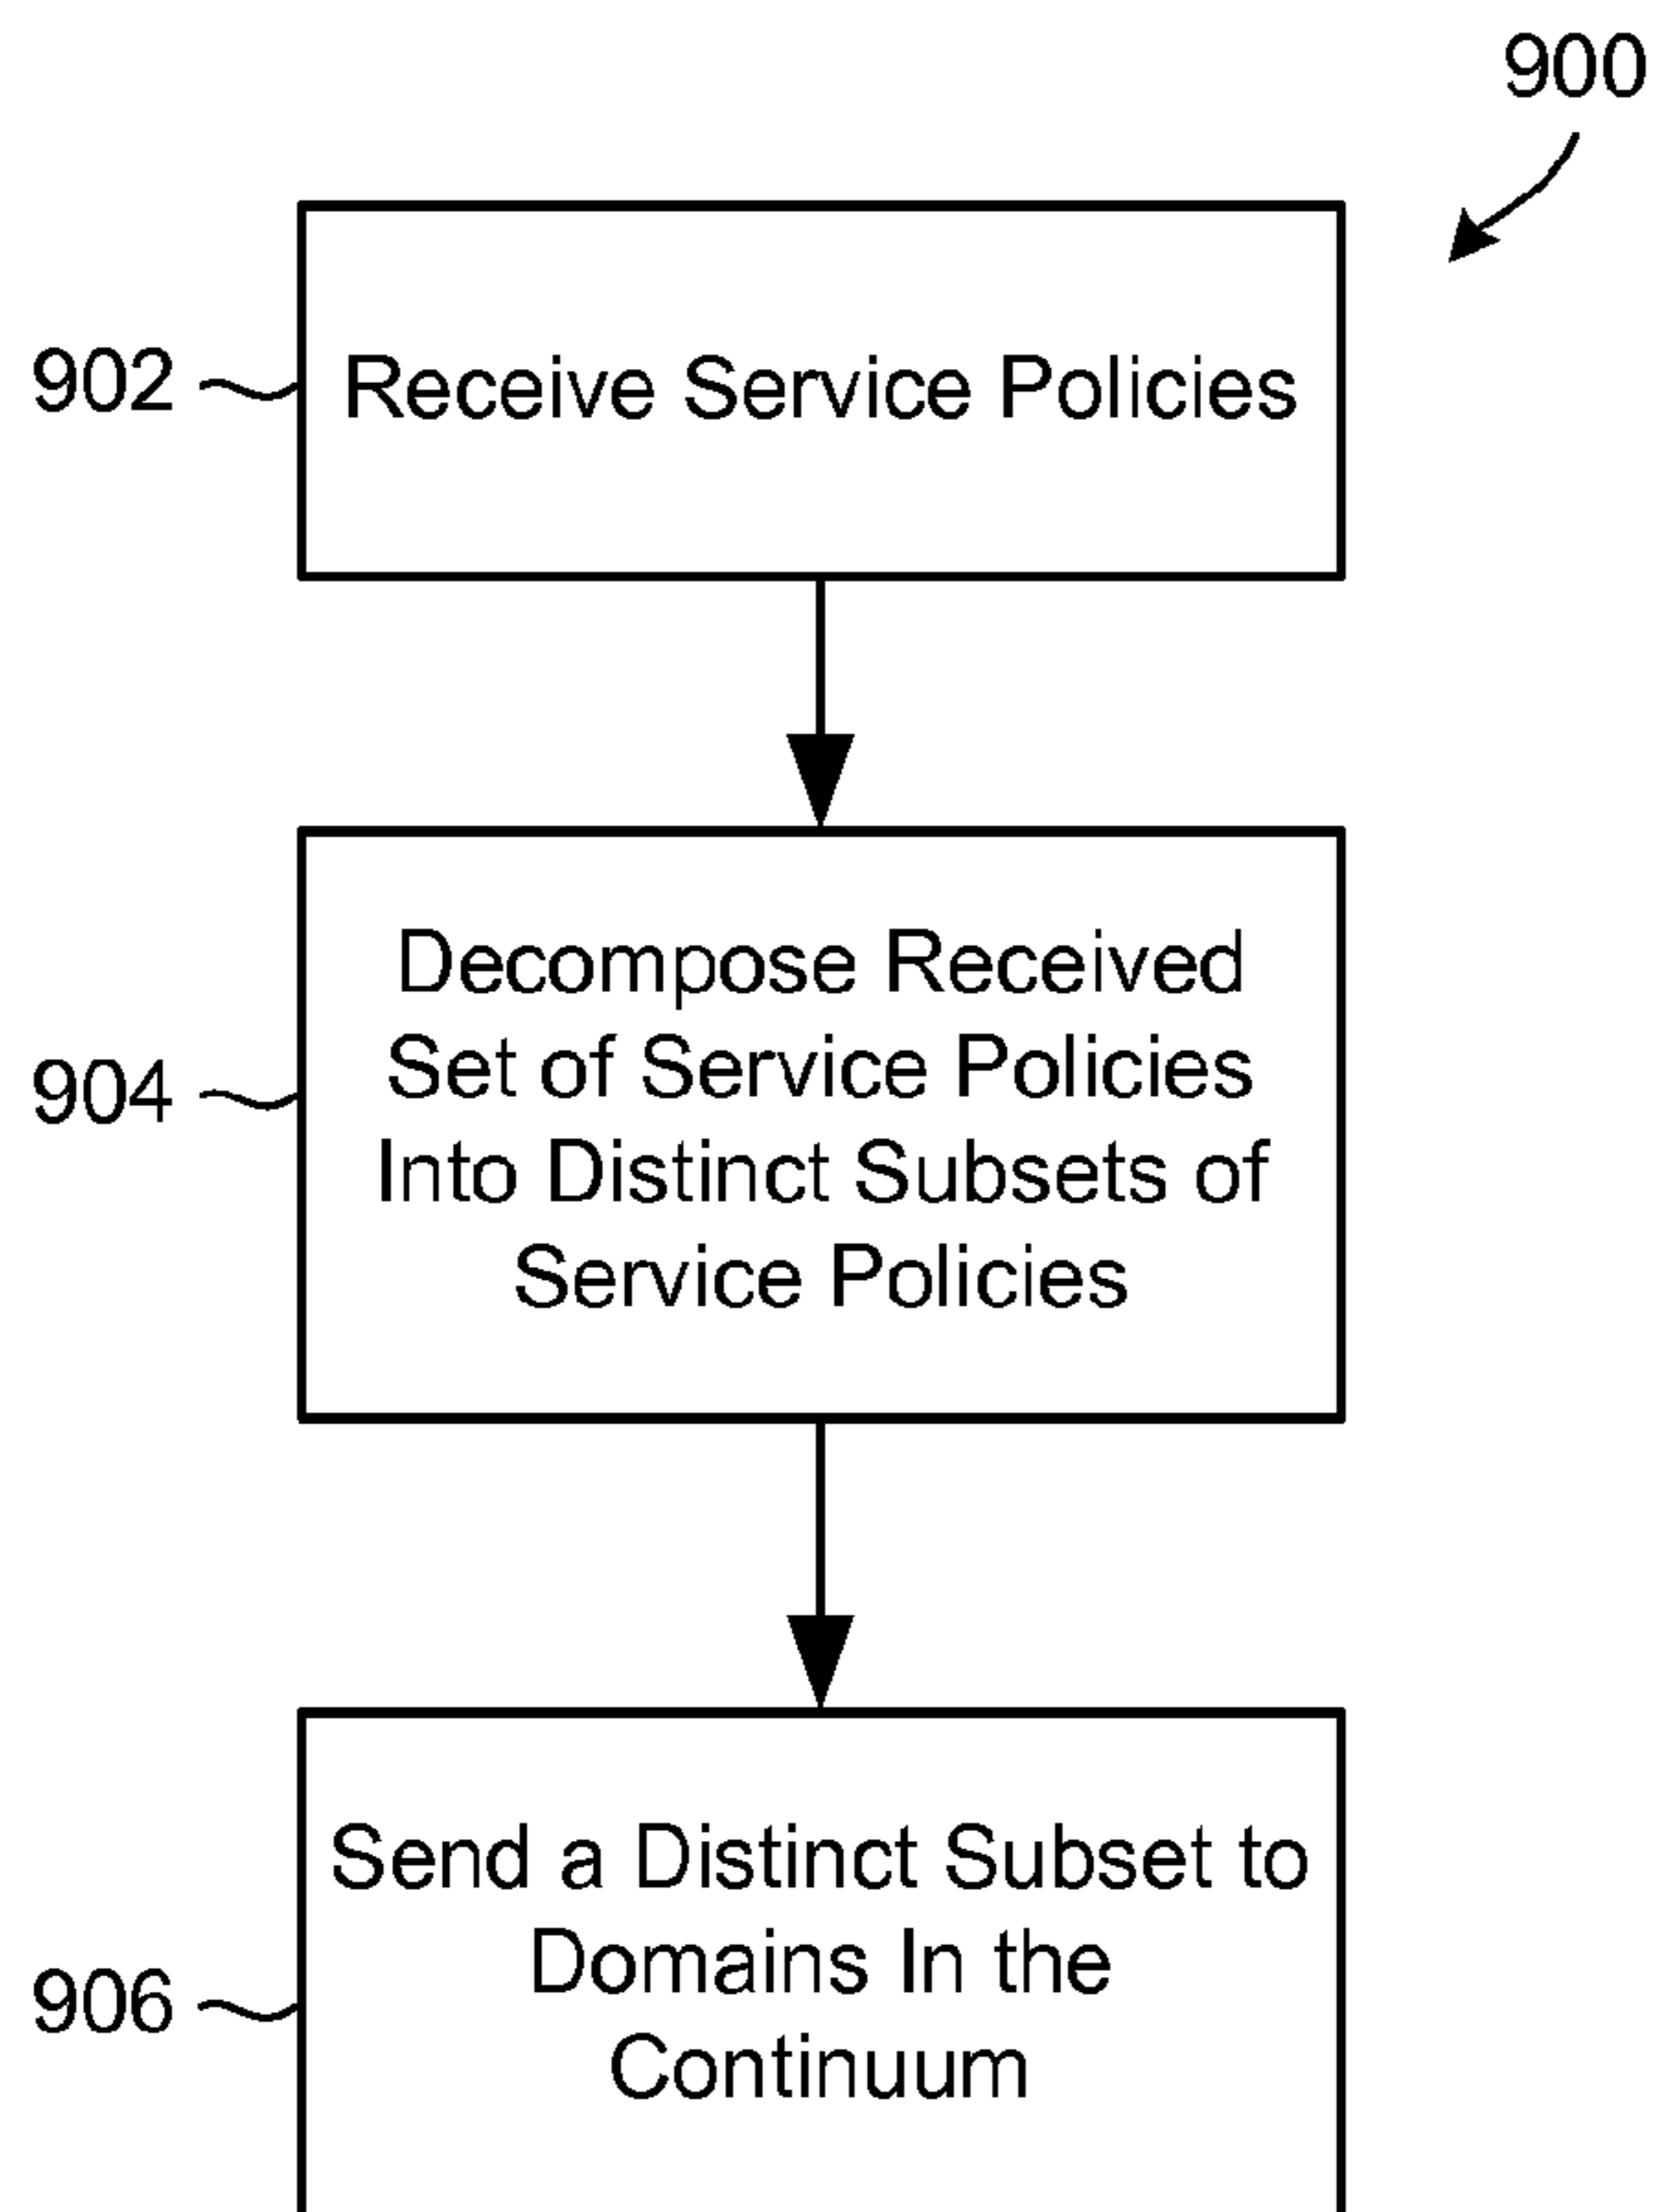 900
902
Receive Service Policies
904
Decompose Received
Set of Service Policies
Into Distinct Subsets of
Service Policies
906
Send a Distinct Subset to
Domains In the
Continuum